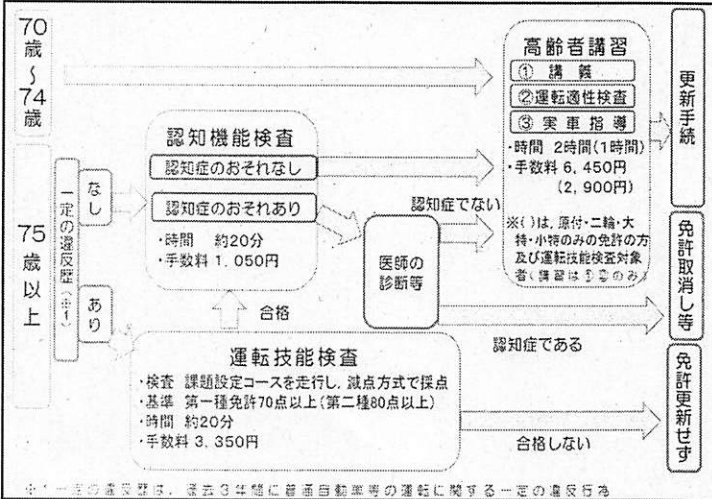 70歳～74歳
高齢者講習
① 講義
②運転適性検査
③ 実車指導
・時間 2時間(1時間)
・手数料 6,450円
(2,900円)
※( )は、原付・二輪・大
特・小特のみの免許の方
及び運転技能検査対象
者(講習は①②のみ)
更新手続
75歳以上
一定の違反歴(※1)
なし
あり
認知機能検査
認知症のおそれなし
認知症のおそれあり
・時間 約20分
・手数料 1,050円
合格
医師の
診断等
認知症でない
認知症である
免許取消し等
運転技能検査
・検査 課題設定コースを走行し、減点方式で採点
・基準 第一種免許70点以上(第二種80点以上)
・時間 約20分
・手数料 3,350円
合格しない
免許更新せず
※1 一定の違反歴は、過去3年間に普通自動車等の運転に関する一定の違反行為